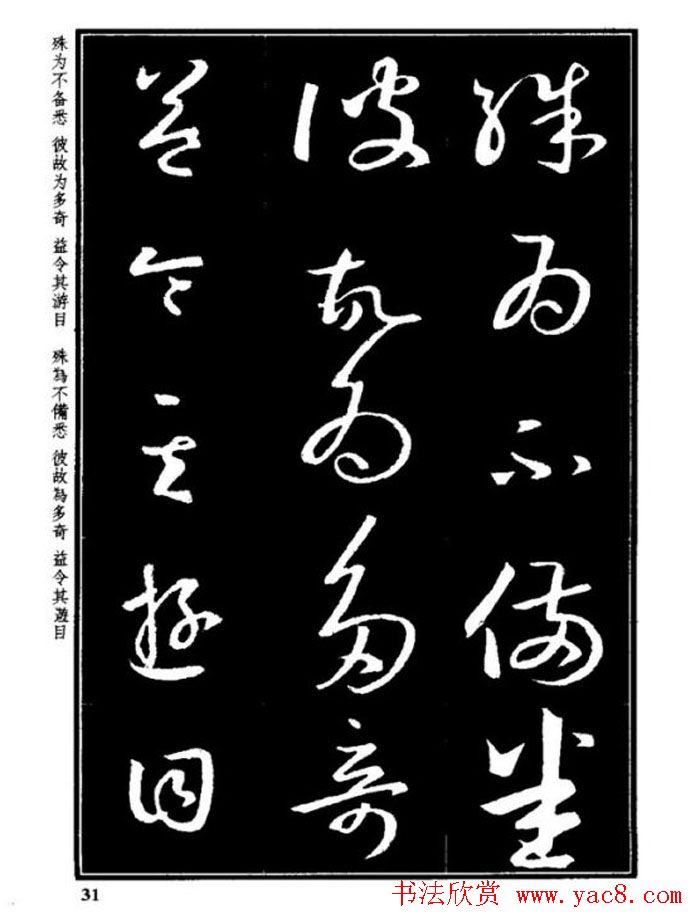 殊为不備悉
彼故为多奇
益令其遊目
殊为不备悉 彼故为多奇 益令其游目 殊為不備悉 彼故為多奇 益令其遊目
31
书法欣赏 www.yac8.com